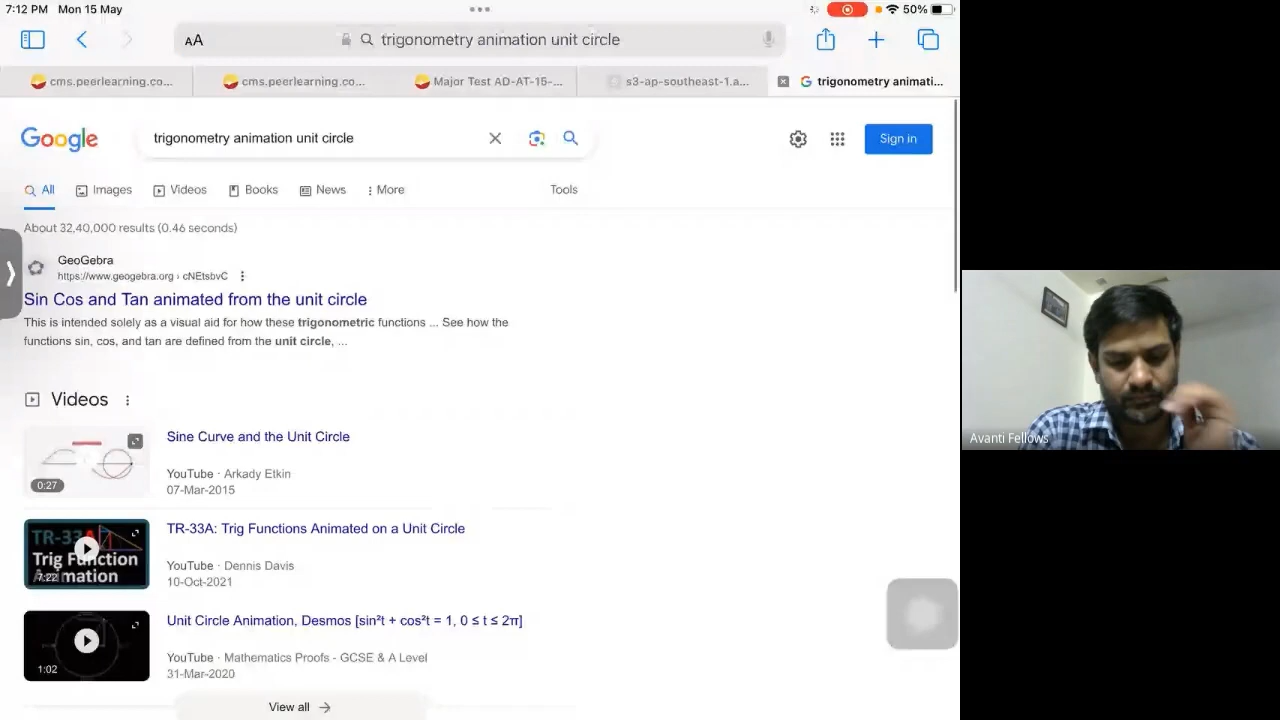 7:12 PM Mon 15 May
50%
AA
trigonometry animation unit circle
cms.peerlearning.co...
cms.peerlearning.co...
Major Test AD-AT-15-...
s3-ap-southeast-1.a...
trigonometry animati...
Google
trigonometry animation unit circle
Sign in
All
Images
Videos
Books
News
More
Tools
About 32,40,000 results (0.46 seconds)
GeoGebra
https://www.geogebra.org › cNEtsbvC
Sin Cos and Tan animated from the unit circle
This is intended solely as a visual aid for how these trigonometric functions ... See how the
functions sin, cos, and tan are defined from the unit circle, ...
Videos
Sine Curve and the Unit Circle
YouTube · Arkady Etkin
07-Mar-2015
0:27
TR-33A: Trig Functions Animated on a Unit Circle
YouTube · Dennis Davis
10-Oct-2021
TR-33A
Trig Function
Animation
7:22
Unit Circle Animation, Desmos [sin²t + cos²t = 1, 0 ≤ t ≤ 2π]
YouTube · Mathematics Proofs - GCSE & A Level
31-Mar-2020
1:02
View all
Avanti Fellows